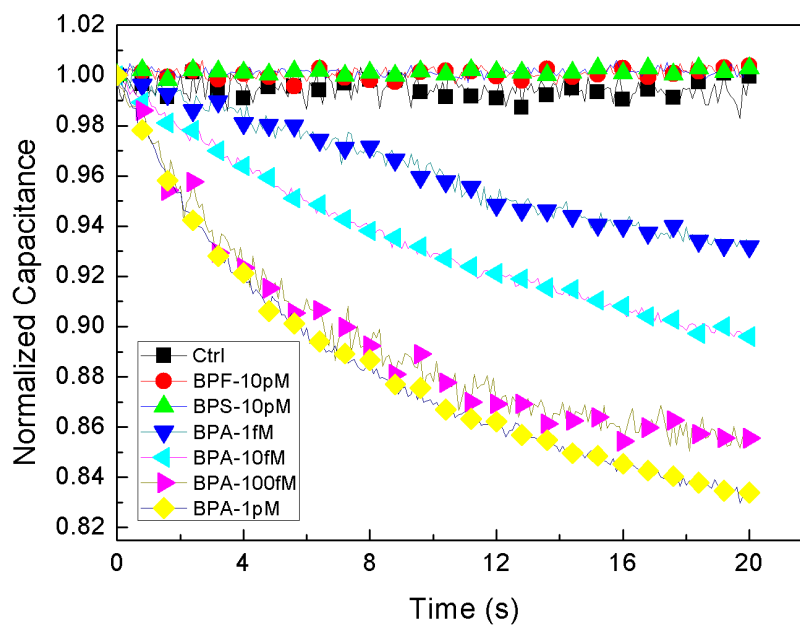 1.02
1.00
0.98
0.96
0.94
0.92
0.90
0.88
0.86
0.84
0.82
Normalized Capacitance
Ctrl
BPF-10pM
BPS-10pM
BPA-1fM
BPA-10fM
BPA-100fM
BPA-1pM
0 4 8 12 16 20
Time (s)